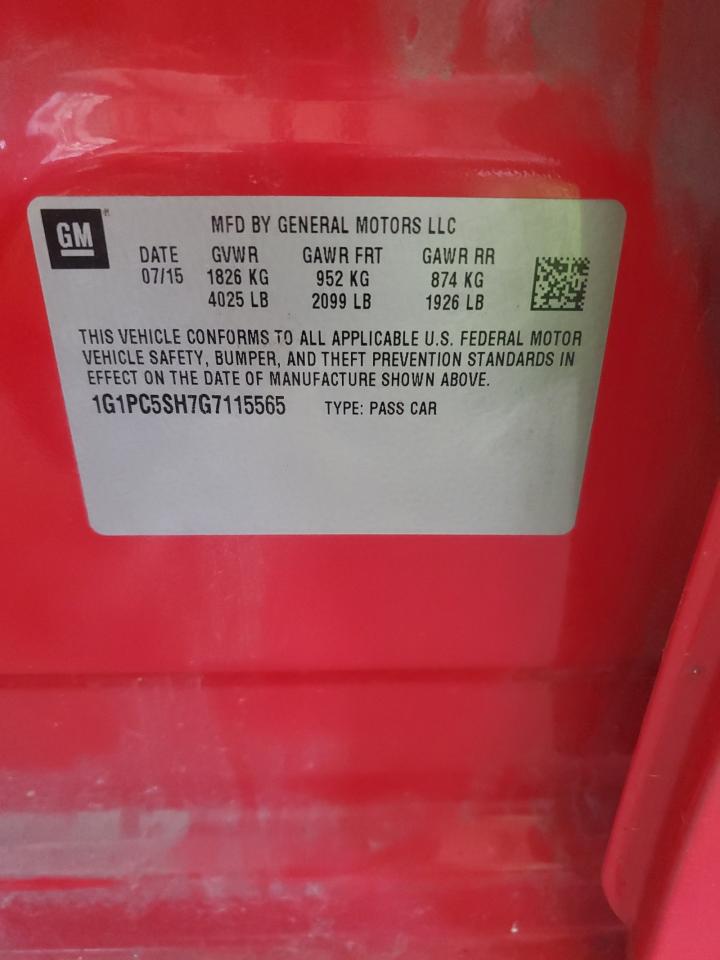 GM
MFD BY GENERAL MOTORS LLC
DATE GVWR GAWR FRT GAWR RR
07/15 1826 KG 952 KG 874 KG
4025 LB 2099 LB 1926 LB
THIS VEHICLE CONFORMS TO ALL APPLICABLE U.S. FEDERAL MOTOR
VEHICLE SAFETY, BUMPER, AND THEFT PREVENTION STANDARDS IN
EFFECT ON THE DATE OF MANUFACTURE SHOWN ABOVE.
1G1PC5SH7G7115565 TYPE: PASS CAR